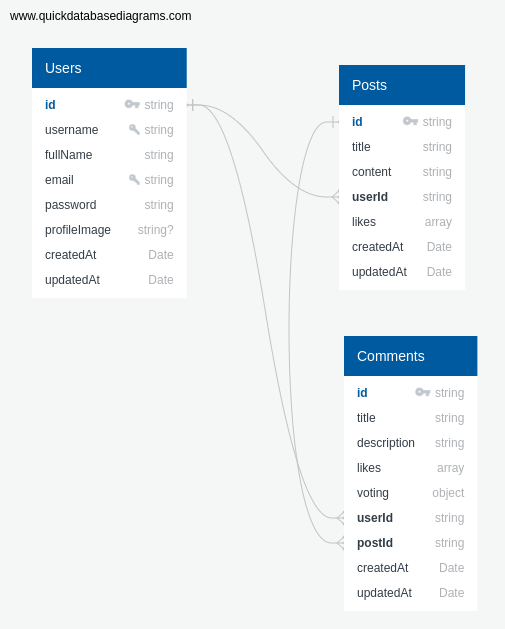 www.quickdatabasediagrams.com
Users
id string
username string
fullName string
email string
password string
profileImage string?
createdAt Date
updatedAt Date
Posts
id string
title string
content string
userId string
likes array
createdAt Date
updatedAt Date
Comments
id string
title string
description string
likes array
voting object
userId string
postId string
createdAt Date
updatedAt Date